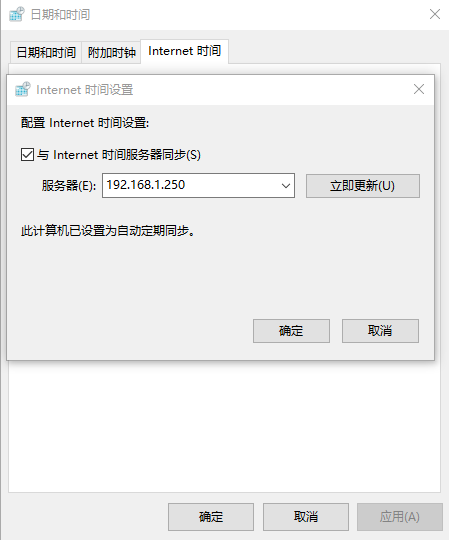 日期和时间
日期和时间 附加时钟 Internet 时间
Internet 时间设置
配置 Internet 时间设置:
与 Internet 时间服务器同步(S)
服务器(E): 192.168.1.250 立即更新(U)
此计算机已设置为自动定期同步。
确定 取消
确定 取消 应用(A)